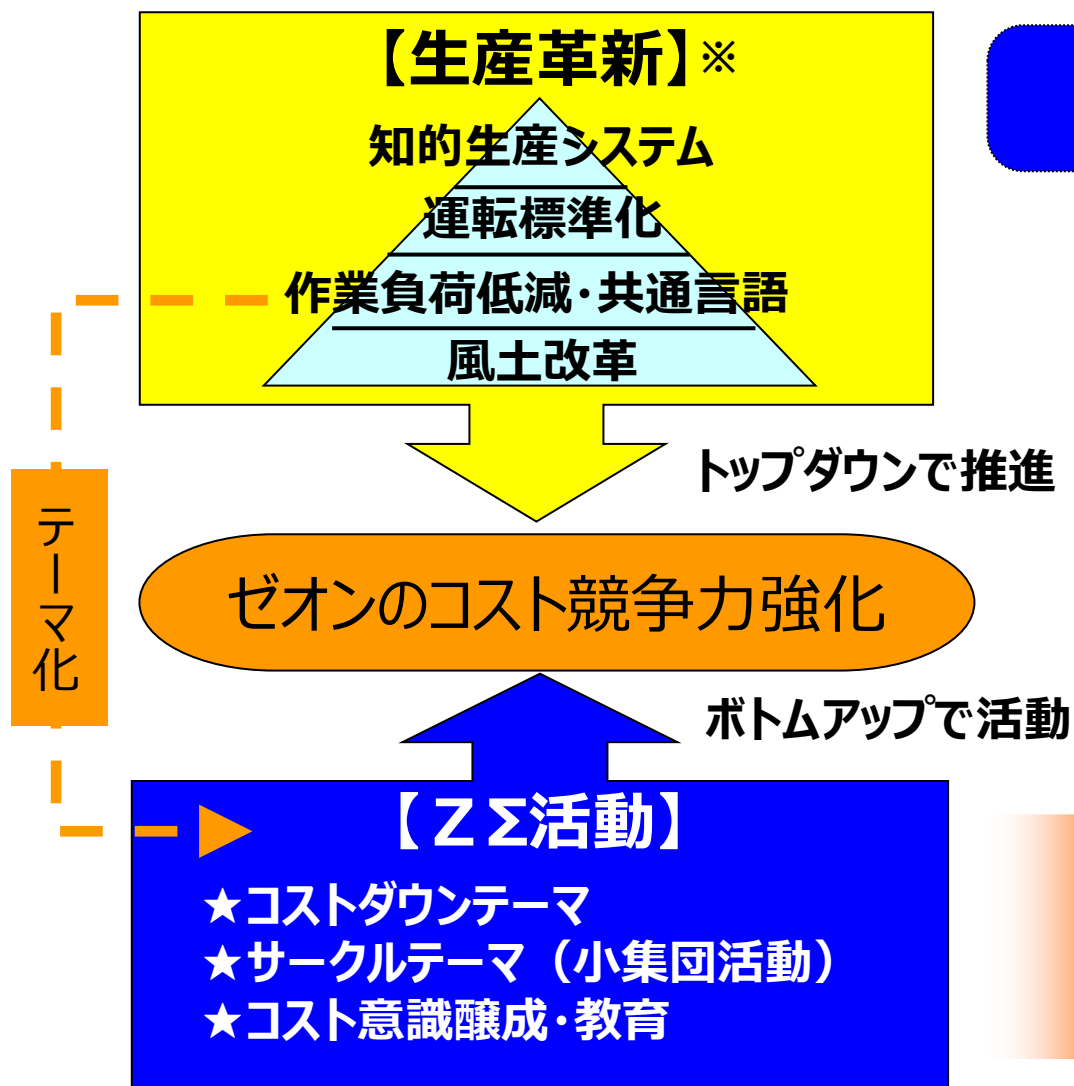 【生産革新】※
知的生産システム
運転標準化
作業負荷低減・共通言語
風土改革
トップダウンで推進
テーマ化
ゼオンのコスト競争力強化
ボトムアップで活動
【ＺΣ活動】
★コストダウンテーマ
★サークルテーマ（小集団活動）
★コスト意識醸成・教育